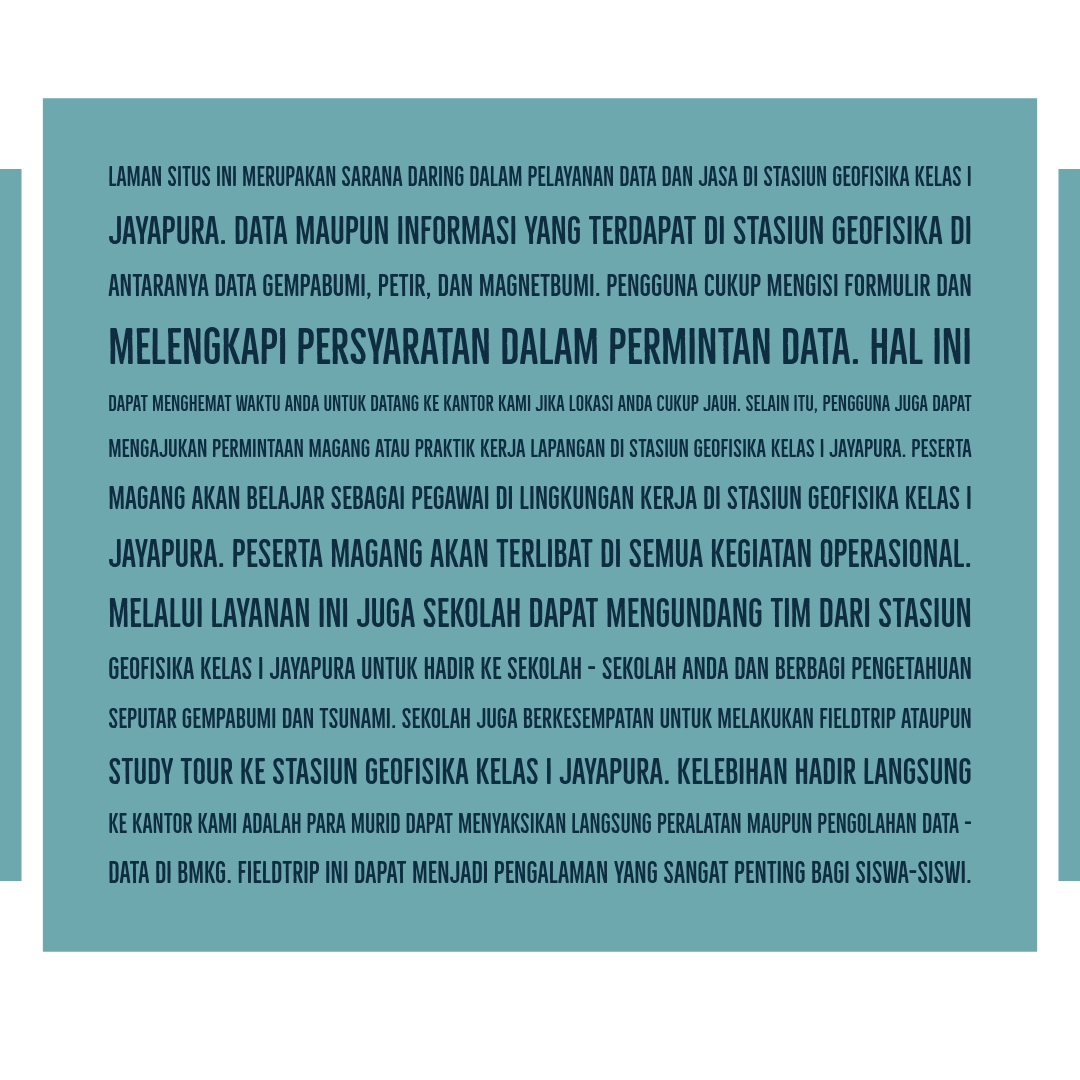 LAMAN SITUS INI MERUPAKAN SARANA DARING DALAM PELAYANAN DATA DAN JASA DI STASIUN GEOFISIKA KELAS I
JAYAPURA. DATA MAUPUN INFORMASI YANG TERDAPAT DI STASIUN GEOFISIKA DI
ANTARANYA DATA GEMPABUMI, PETIR, DAN MAGNETBUMI. PENGGUNA CUKUP MENGISI FORMULIR DAN
MELENGKAPI PERSYARATAN DALAM PERMINTAN DATA. HAL INI
DAPAT MENGHEMAT WAKTU ANDA UNTUK DATANG KE KANTOR KAMI JIKA LOKASI ANDA CUKUP JAUH. SELAIN ITU, PENGGUNA JUGA DAPAT
MENGAJUKAN PERMINTAAN MAGANG ATAU PRAKTIK KERJA LAPANGAN DI STASIUN GEOFISIKA KELAS I JAYAPURA. PESERTA
MAGANG AKAN BELAJAR SEBAGAI PEGAWAI DI LINGKUNGAN KERJA DI STASIUN GEOFISIKA KELAS I
JAYAPURA. PESERTA MAGANG AKAN TERLIBAT DI SEMUA KEGIATAN OPERASIONAL.
MELALUI LAYANAN INI JUGA SEKOLAH DAPAT MENGUNDANG TIM DARI STASIUN
GEOFISIKA KELAS I JAYAPURA UNTUK HADIR KE SEKOLAH - SEKOLAH ANDA DAN BERBAGI PENGETAHUAN
SEPUTAR GEMPABUMI DAN TSUNAMI. SEKOLAH JUGA BERKESEMPATAN UNTUK MELAKUKAN FIELDTRIP ATAUPUN
STUDY TOUR KE STASIUN GEOFISIKA KELAS I JAYAPURA. KELEBIHAN HADIR LANGSUNG
KE KANTOR KAMI ADALAH PARA MURID DAPAT MENYAKSIKAN LANGSUNG PERALATAN MAUPUN PENGOLAHAN DATA -
DATA DI BMKG. FIELDTRIP INI DAPAT MENJADI PENGALAMAN YANG SANGAT PENTING BAGI SISWA-SISWI.